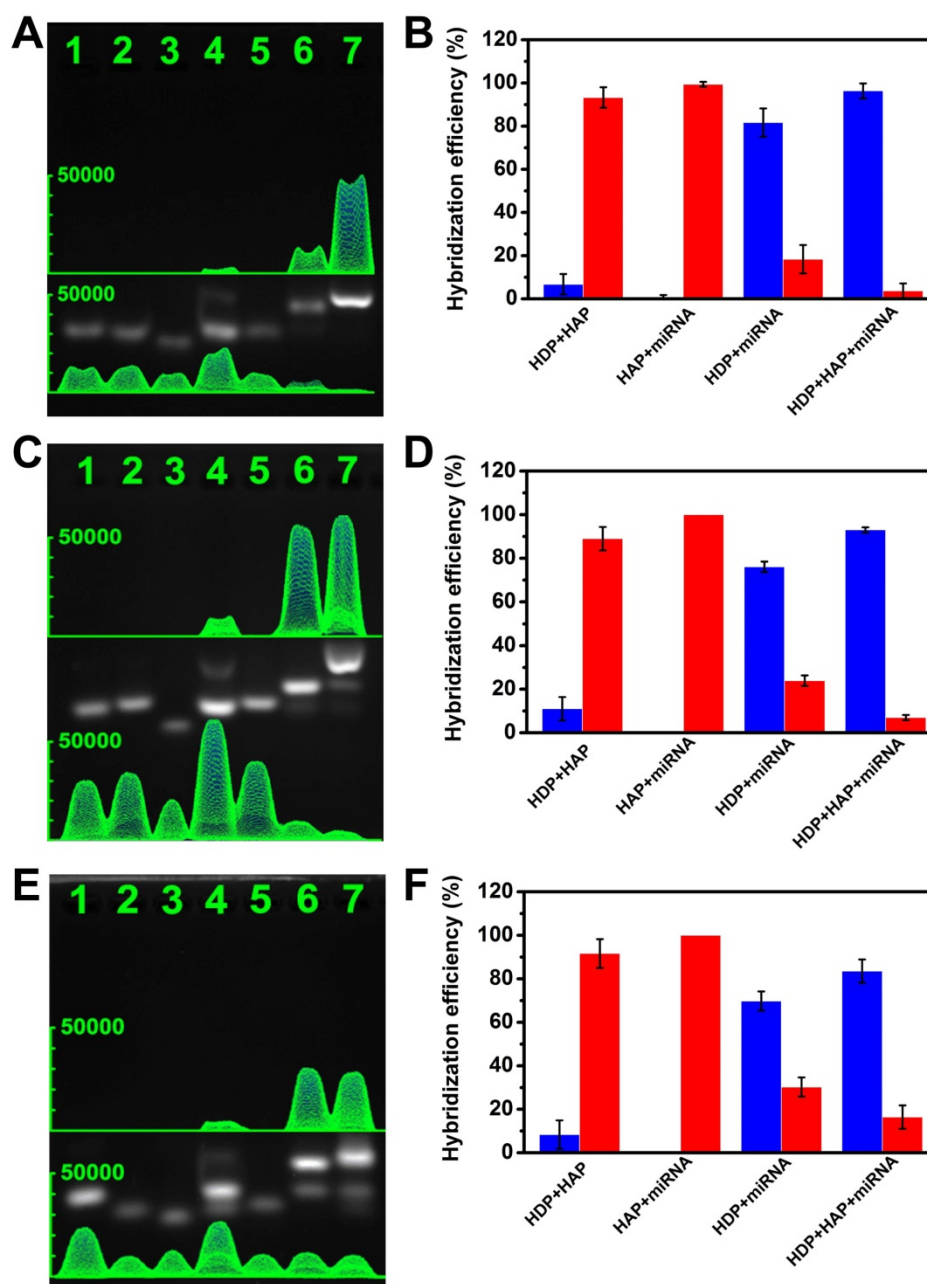 A
1 2 3 4 5 6 7
50000
50000
B
Hybridization efficiency (%)
120
100
80
60
40
20
0
HDP+HAP
HAP+miRNA
HDP+miRNA
HDP+HAP+miRNA
C
1 2 3 4 5 6 7
50000
50000
D
Hybridization efficiency (%)
120
100
80
60
40
20
0
HDP+HAP
HAP+miRNA
HDP+miRNA
HDP+HAP+miRNA
E
1 2 3 4 5 6 7
50000
50000
F
Hybridization efficiency (%)
120
100
80
60
40
20
0
HDP+HAP
HAP+miRNA
HDP+miRNA
HDP+HAP+miRNA